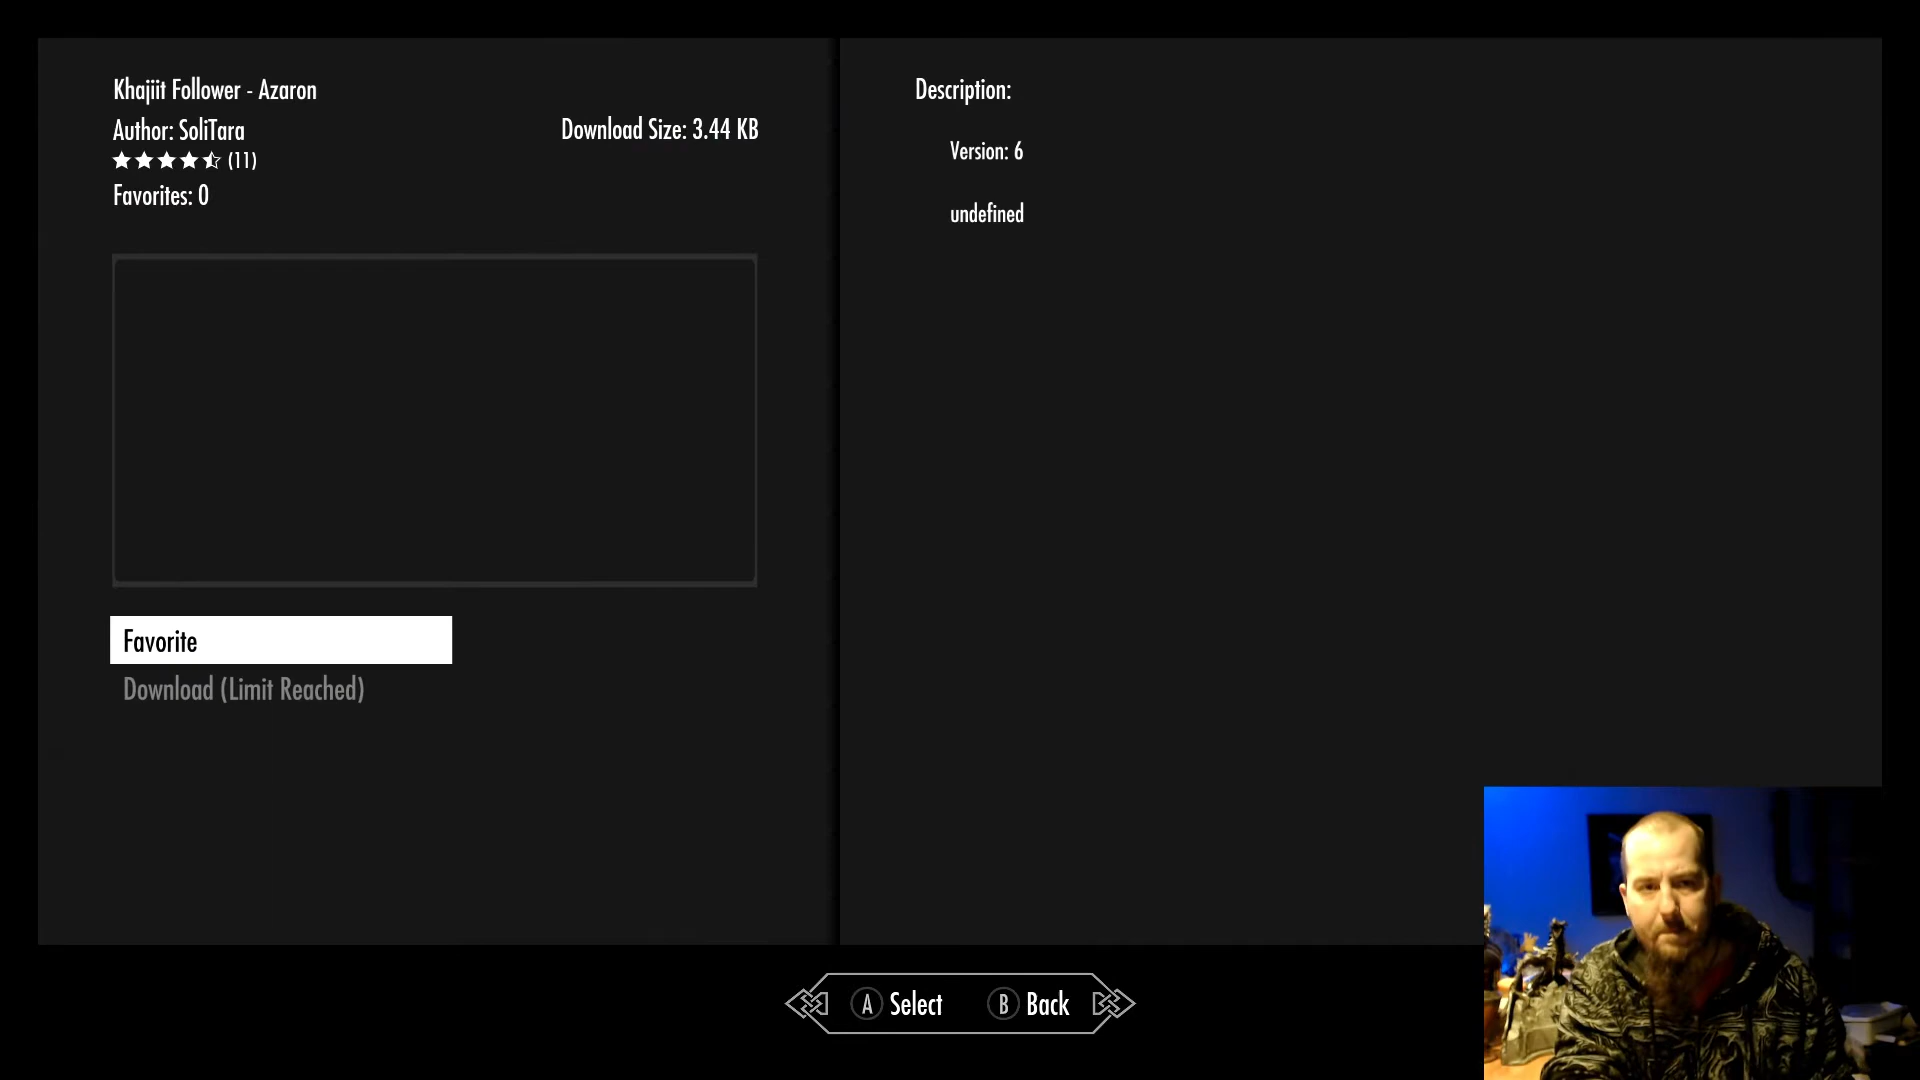 Khajiit Follower - Azaron
Author: SoliTara
Download Size: 3.44 KB
(11)
Favorites: 0
Favorite
Download (Limit Reached)
Description:
Version: 6
undefined
A Select B Back